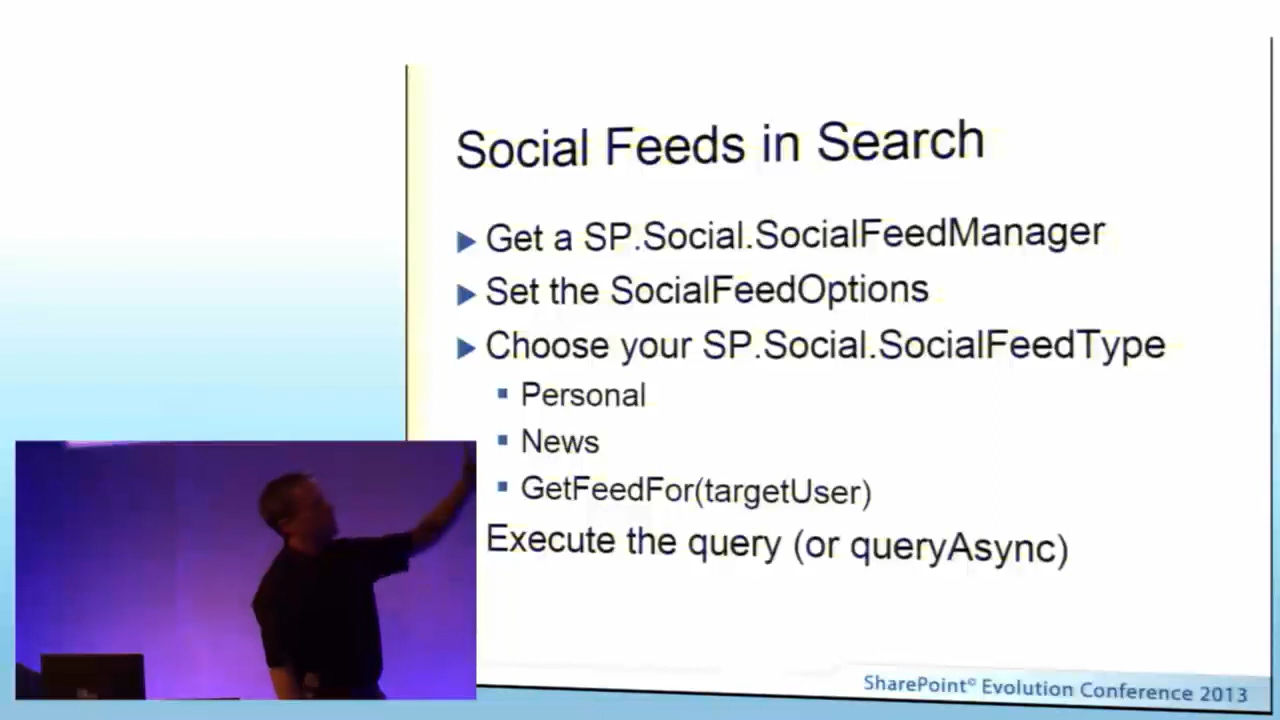 Social Feeds in Search
Get a SP.Social.SocialFeedManager
Set the SocialFeedOptions
Choose your SP.Social.SocialFeedType
Personal
News
GetFeedFor(targetUser)
Execute the query (or queryAsync)
SharePoint© Evolution Conference 2013